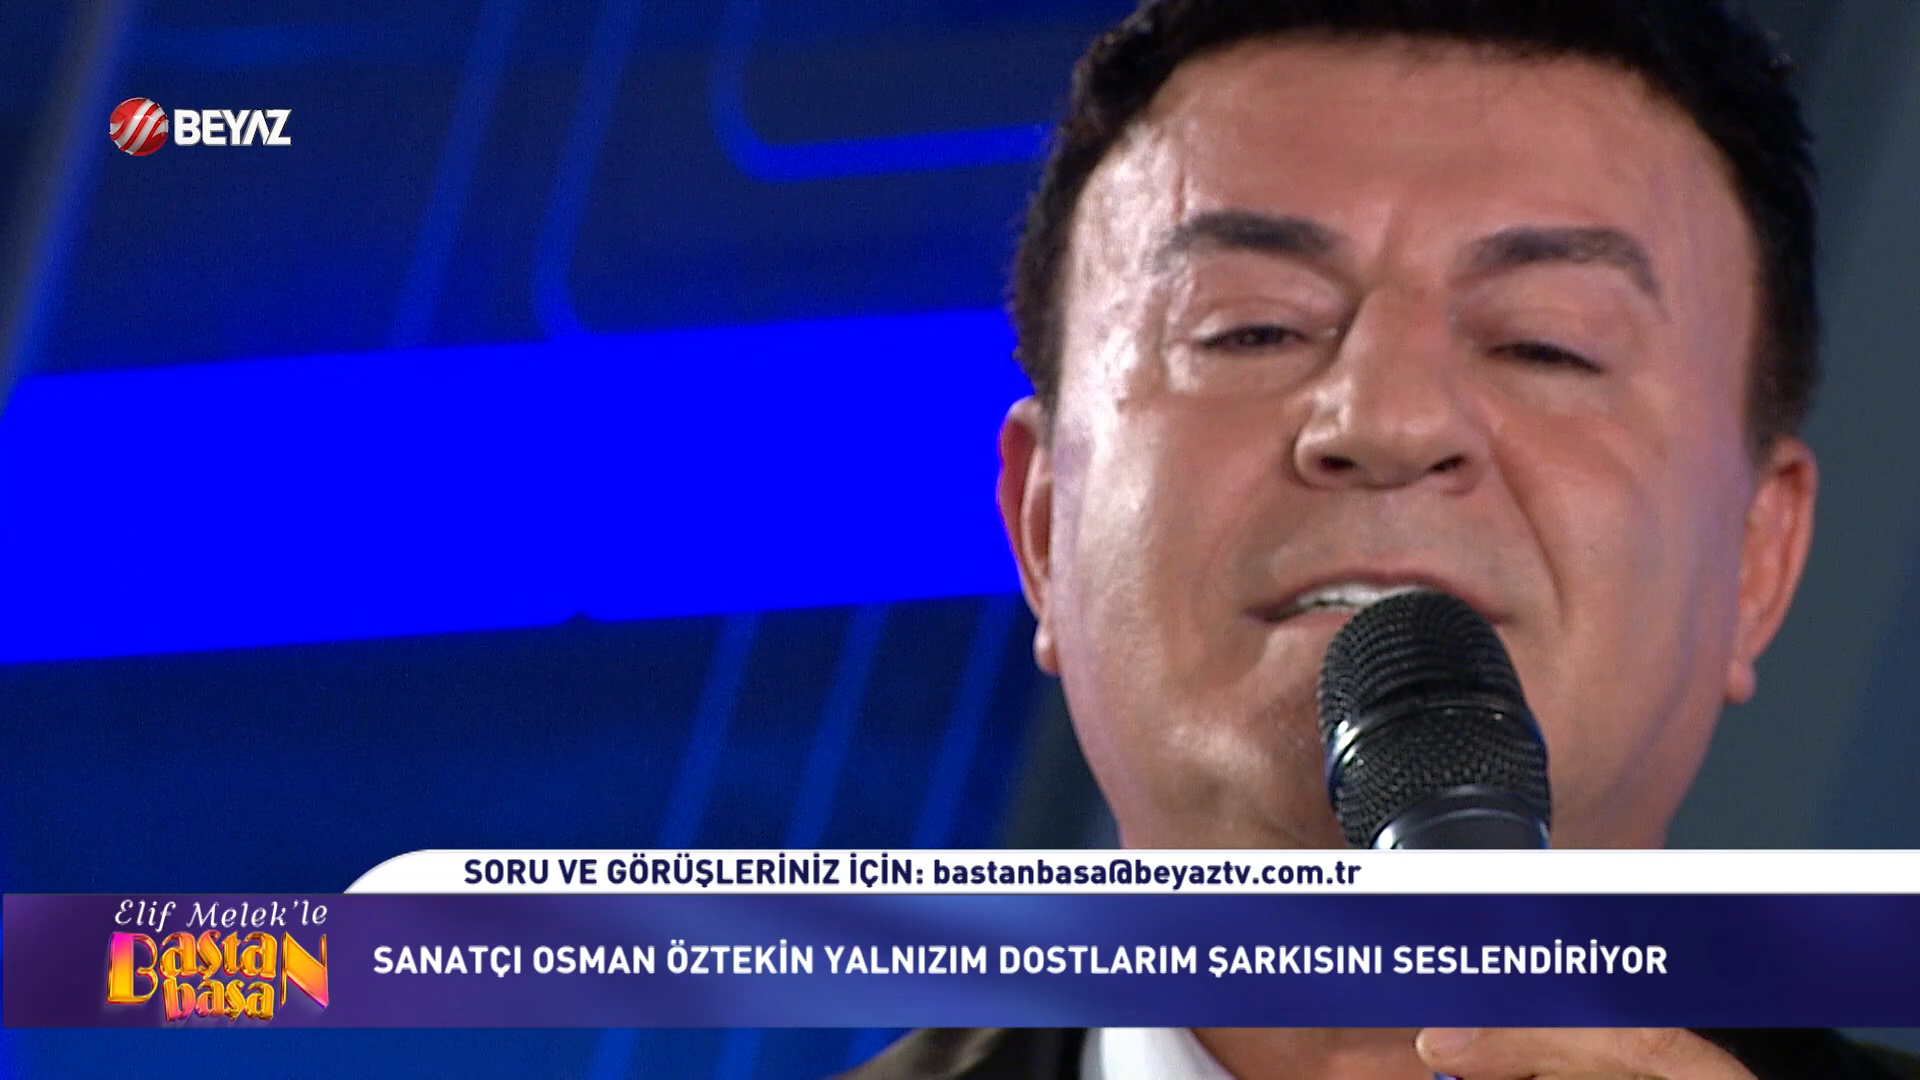 BEYAZ
SORU VE GÖRÜŞLERİNİZ İÇİN: bastanbasa@beyaztv.com.tr
Elif Melek'le
Baştan
başa
SANATÇI OSMAN ÖZTEKİN YALNIZIM DOSTLARIM ŞARKISINI SESLENDİRİYOR